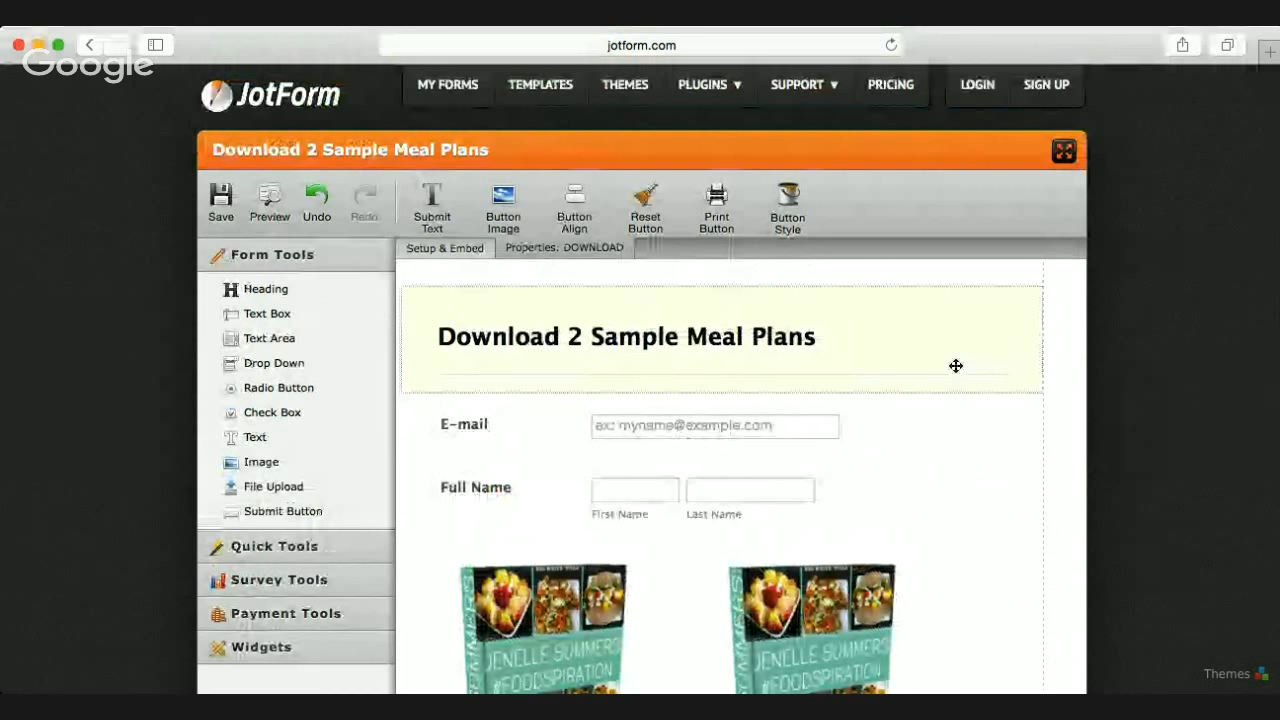 jotform.com
Google
JotForm
MY FORMS TEMPLATES THEMES PLUGINS ▼ SUPPORT ▼ PRICING LOGIN SIGN UP
Download 2 Sample Meal Plans
Save Preview Undo Redo Submit Text Button Image Button Align Reset Button Print Button Button Style
Setup & Embed Properties: DOWNLOAD
Form Tools
Heading
Text Box
Text Area
Drop Down
Radio Button
Check Box
Text
Image
File Upload
Submit Button
Quick Tools
Survey Tools
Payment Tools
Widgets
Download 2 Sample Meal Plans
E-mail
ex: myname@example.com
Full Name
First Name Last Name
JENELLE SUMMERS
#FOODSPIRATION
JENELLE SUMMERS
#FOODSPIRATION
Themes